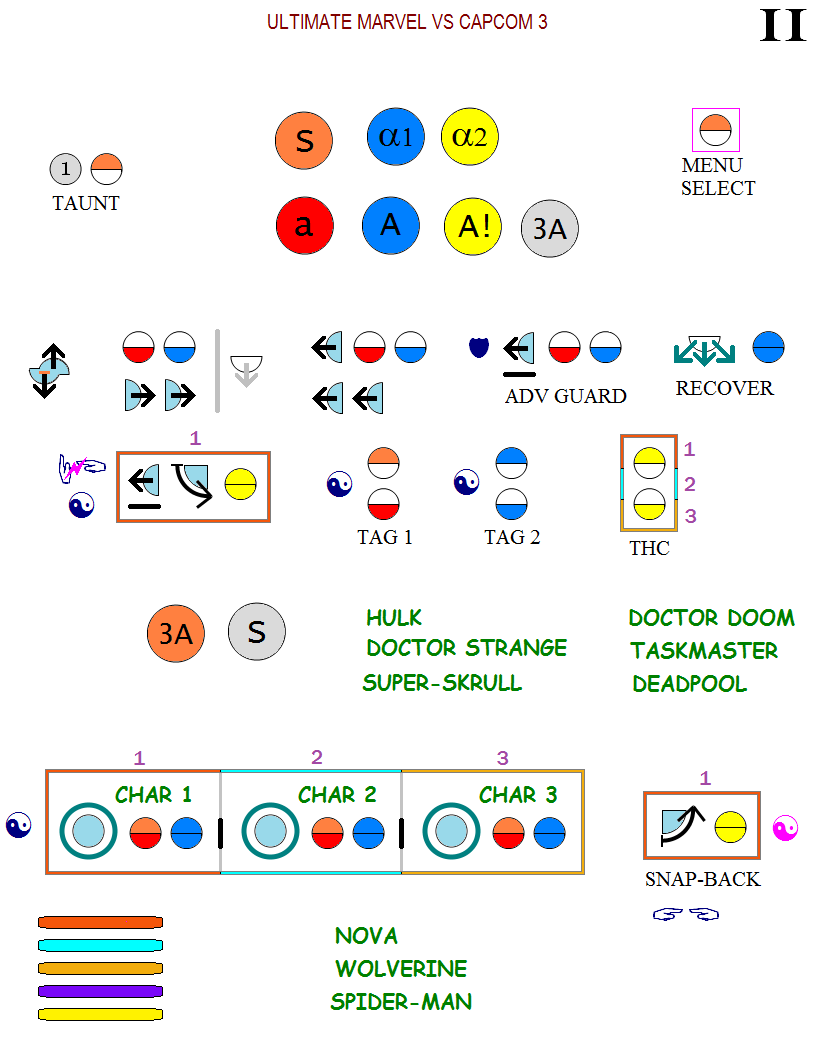 ULTIMATE MARVEL VS CAPCOM 3
II
S
α1
α2
1
TAUNT
MENU
SELECT
a
A
A!
3A
ADV GUARD
RECOVER
1
TAG 1
TAG 2
1
2
3
THC
3A
S
HULK
DOCTOR STRANGE
SUPER-SKRULL
DOCTOR DOOM
TASKMASTER
DEADPOOL
1
2
3
CHAR 1
CHAR 2
CHAR 3
1
SNAP-BACK
NOVA
WOLVERINE
SPIDER-MAN